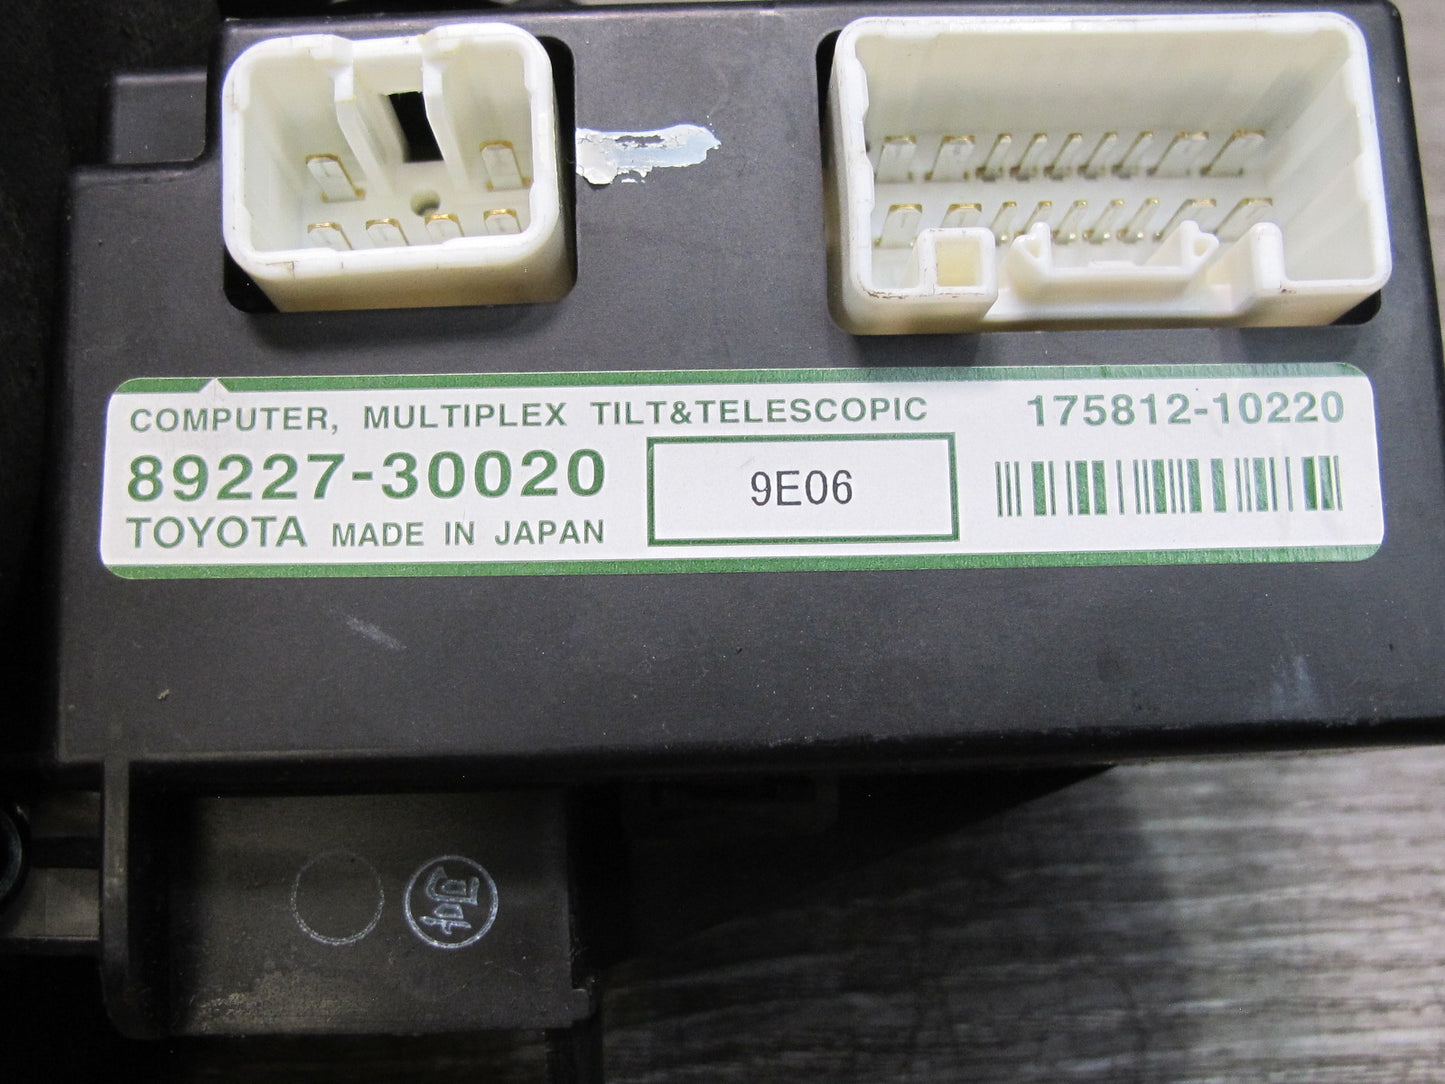 COMPUTER, MULTIPLEX TILT&TELESCOPIC 175812-10220
89227-30020 9E06
TOYOTA MADE IN JAPAN